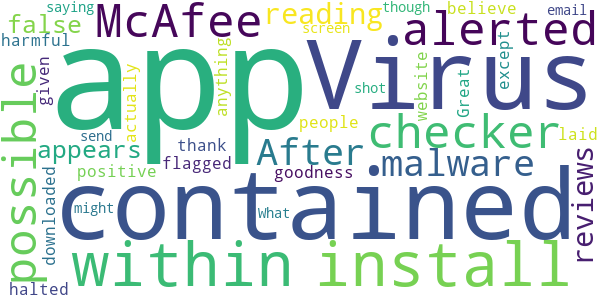 saying
though
McAfee
reading
believe
email
false
screen
alerted
harmful
app
Virus
given
actually
anything
shot
website
Great
except
possible
people
checker
laid
send
After
appears
thank
malware
flagged
reviews
positive
goodness
downloaded
contained
might
What
within
install
halted